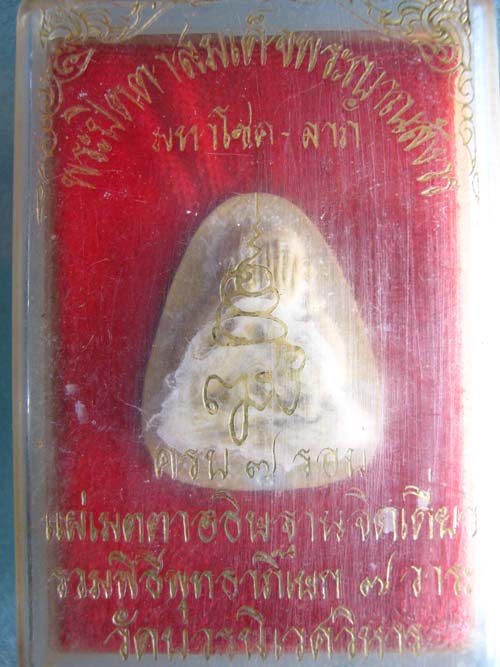 พระปิดตาสมเด็จพระญาณสังวร
มหาโชค - ลาภ
ครบ ๗ รอบ
แผ่เมตตาอธิษฐานจิตเดี่ยว
รวมพิธีพุทธาภิเษก ๗ วาระ
วัดบวรนิเวศวิหาร